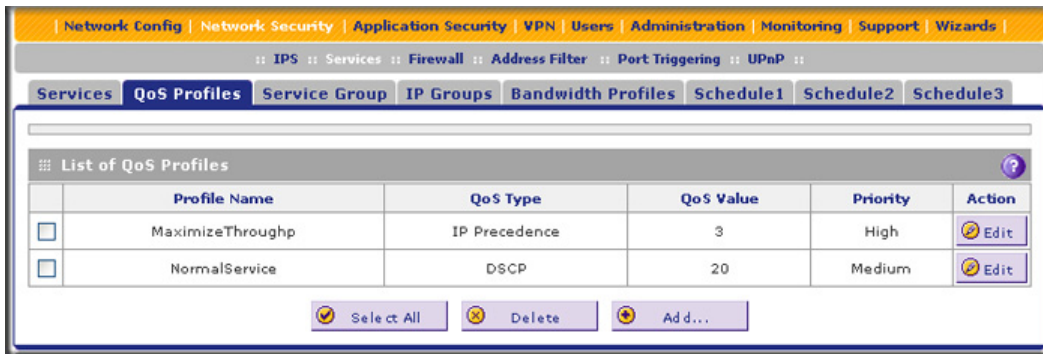 | Network Config | Network Security | Application Security | VPN | Users | Administration | Monitoring | Support | Wizards |
:: IPS :: Services :: Firewall :: Address Filter :: Port Triggering :: UPnP ::
Services QoS Profiles Service Group IP Groups Bandwidth Profiles Schedule1 Schedule2 Schedule3
List of QoS Profiles ?
Profile Name QoS Type QoS Value Priority Action
MaximizeThroughp IP Precedence 3 High Edit
NormalService DSCP 20 Medium Edit
Select All Delete Add...